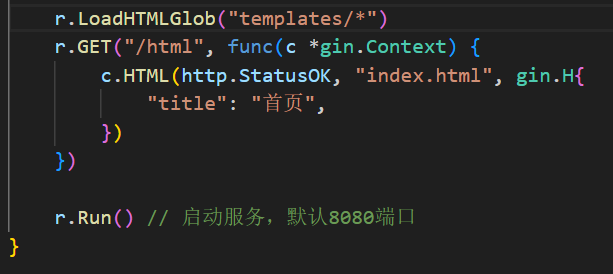 r.LoadHTMLGlob("templates/*")
r.GET("/html", func(c *gin.Context) {
c.HTML(http.StatusOK, "index.html", gin.H{
"title": "首页",
})
})
r.Run() // 启动服务，默认8080端口
}